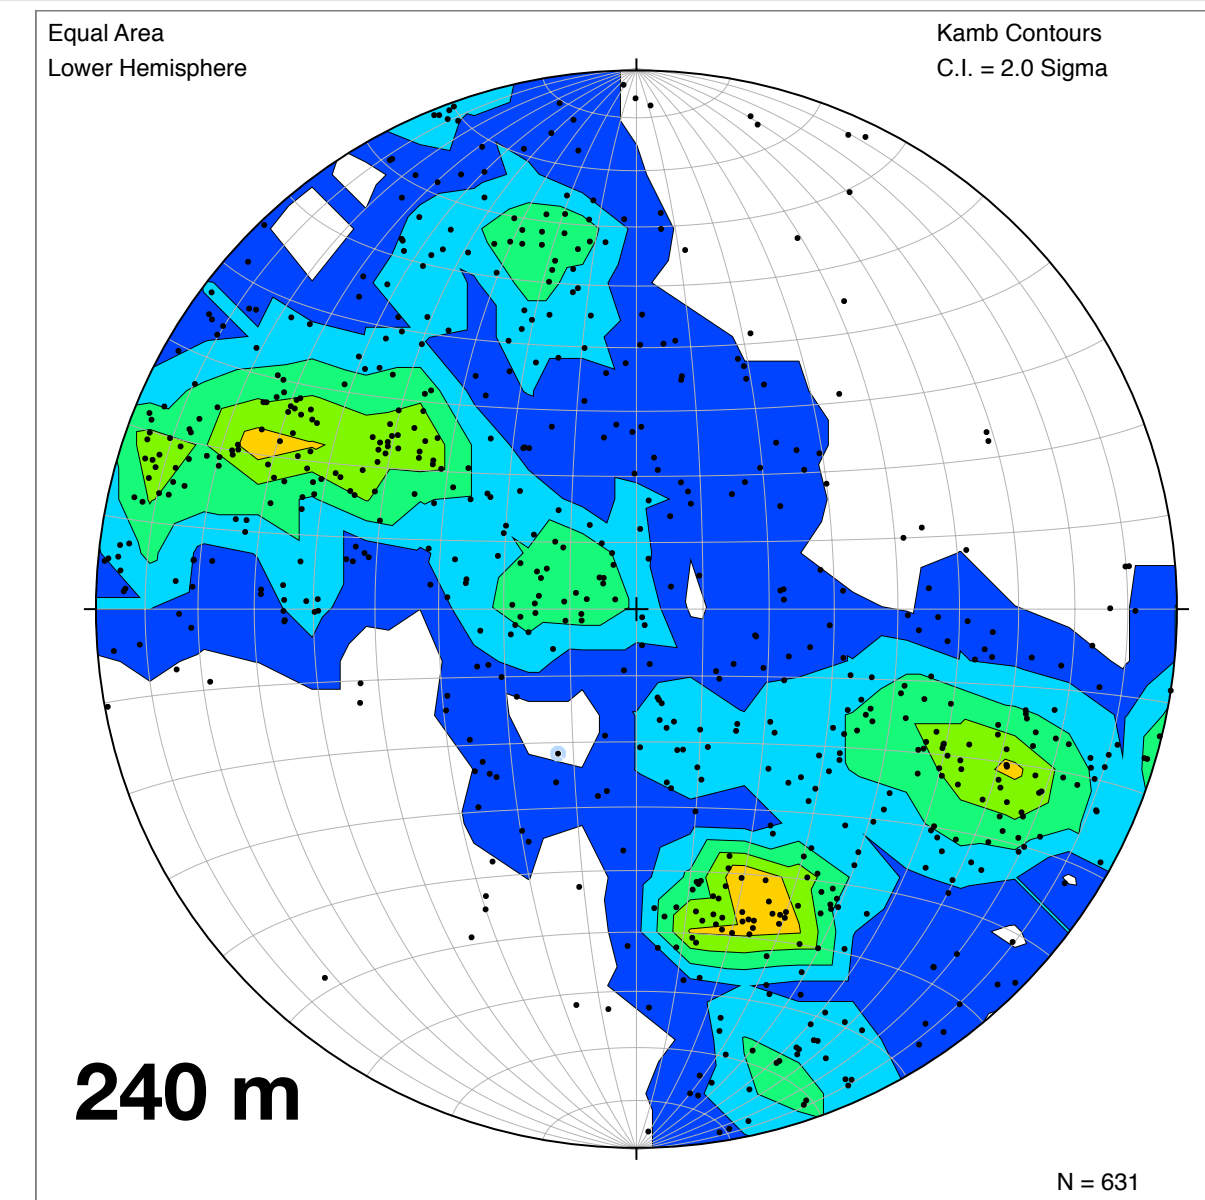 Equal Area
Kamb Contours
Lower Hemisphere
C.I. = 2.0 Sigma
240 m
N = 631